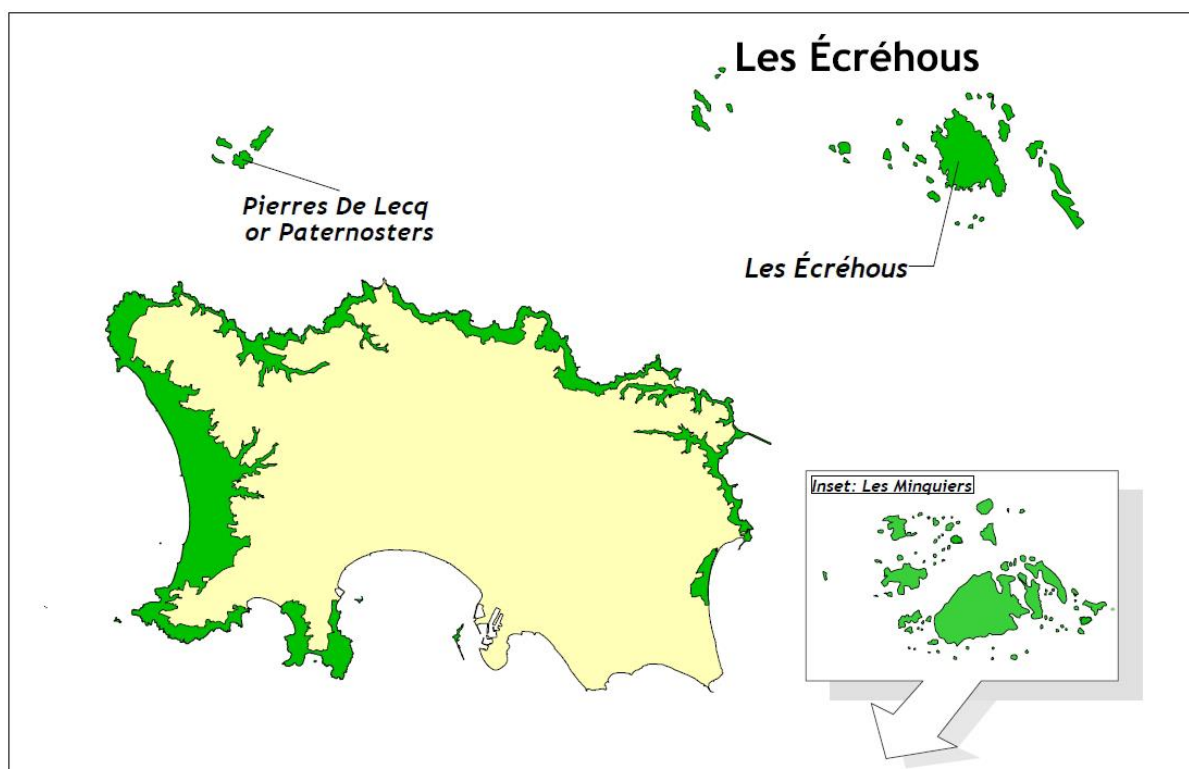 Les Écréhous
Pierres De Lecq
or Paternosters
Les Écréhous
Inset: Les Minquiers